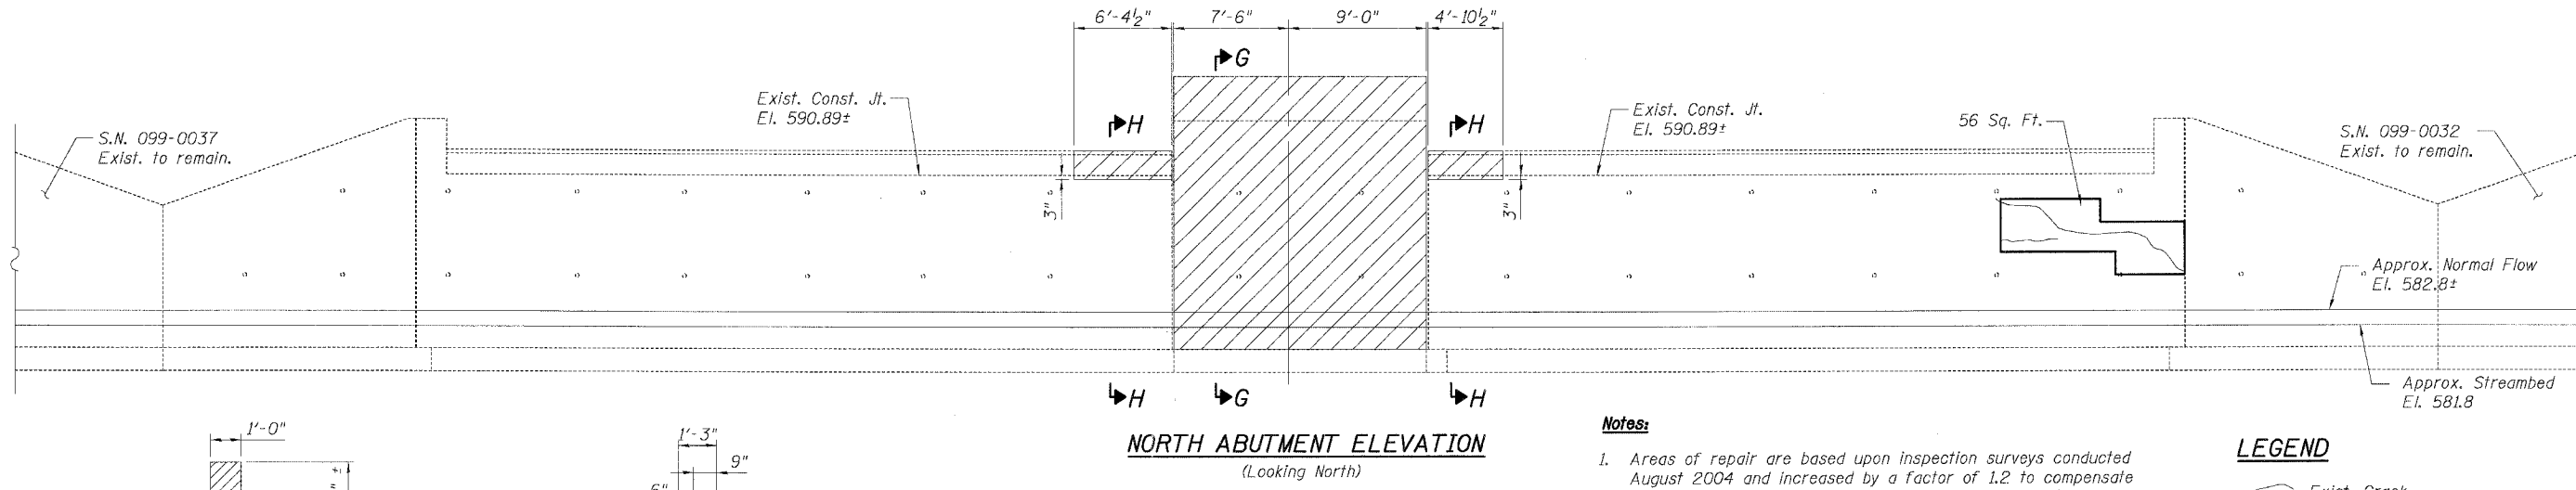 6'-4½" 7'-6" 9'-0" 4'-10½"
G
Exist. Const. Jt.
El. 590.89±
Exist. Const. Jt.
El. 590.89±
S.N. 099-0037
Exist. to remain.
H
H
56 Sq. Ft.
S.N. 099-0032
Exist. to remain.
3"
3"
Approx. Normal Flow
El. 582.8±
Approx. Streambed
El. 581.8
H G H
1'-0"
1'-3"
9"
6"
NORTH ABUTMENT ELEVATION
(Looking North)
Notes:
1. Areas of repair are based upon inspection surveys conducted
August 2004 and increased by a factor of 1.2 to compensate
LEGEND
Exist. Crack